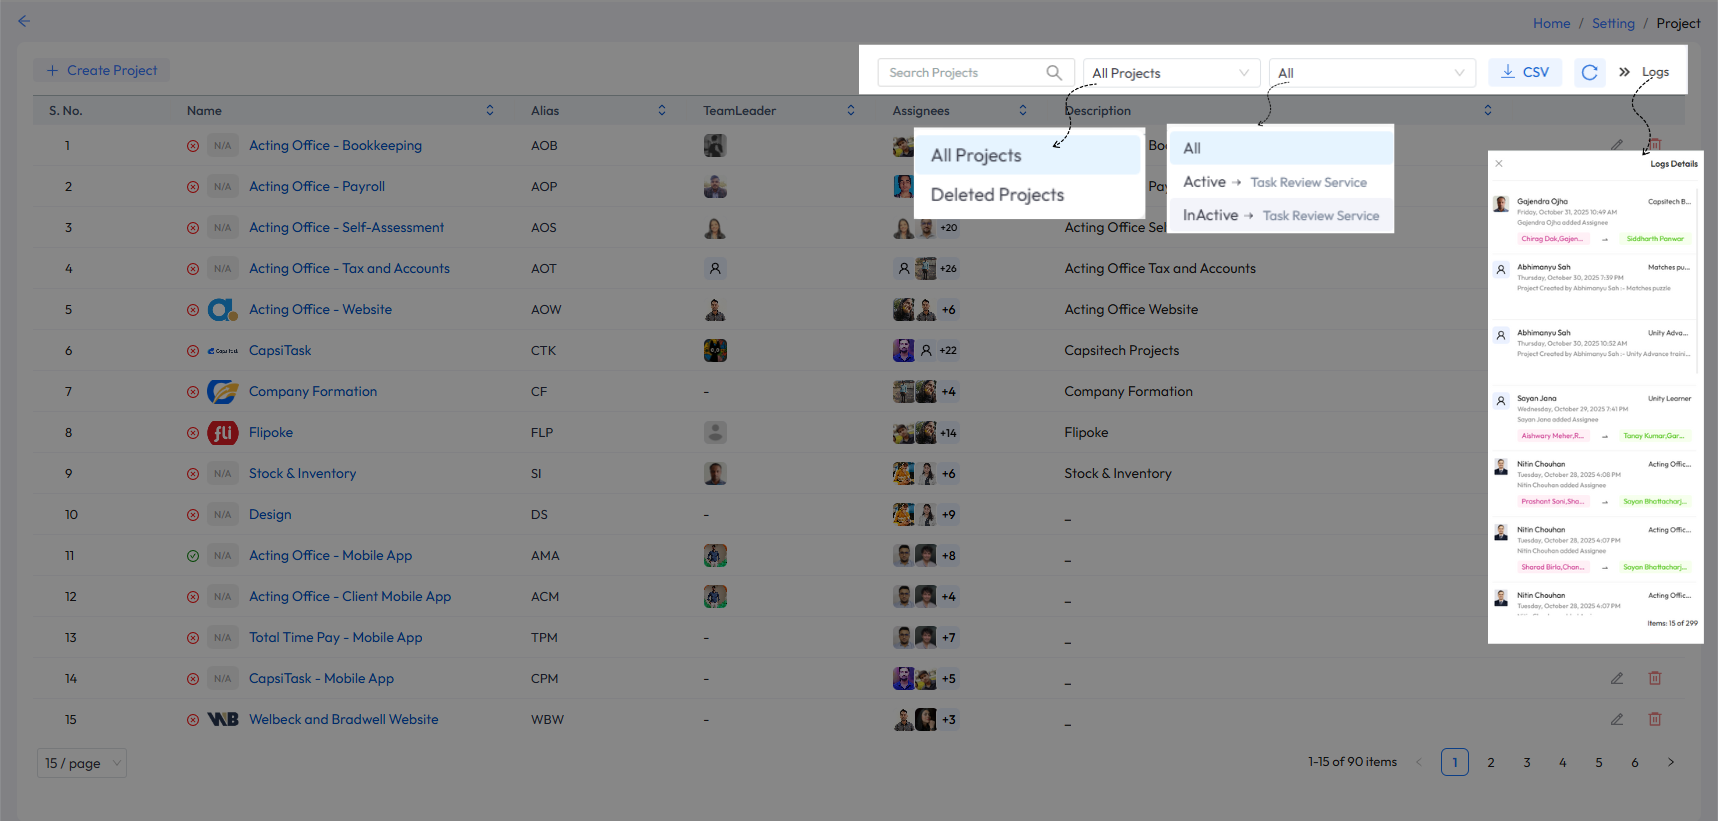 Home / Setting / Project
Create Project
Search Projects
All Projects
All
CSV
Logs
S. No. Name Alias TeamLeader Assignees Description
1 N/A Acting Office - Bookkeeping AOB
2 N/A Acting Office - Payroll AOP
3 N/A Acting Office - Self-Assessment AOS +20 Acting Office Sel
4 N/A Acting Office - Tax and Accounts AOT +26 Acting Office Tax and Accounts
5 Acting Office - Website AOW +6 Acting Office Website
6 CapsiTask CTK +22 Capsitech Projects
7 Company Formation CF - +4 Company Formation
8 fli Flipoke FLP +14 Flipoke
9 N/A Stock & Inventory SI +6 Stock & Inventory
10 N/A Design DS - +9 _
11 N/A Acting Office - Mobile App AMA +8 _
12 N/A Acting Office - Client Mobile App ACM +4 _
13 N/A Total Time Pay - Mobile App TPM - +7 _
14 N/A CapsiTask - Mobile App CPM - +5 _
15 WB Welbeck and Bradwell Website WBW - +3 _
All Projects
Deleted Projects
All
Active → Task Review Service
InActive → Task Review Service
Logs Details
Gajendra Ojha Capsitech B...
Friday, October 31, 2025 10:49 AM
Gajendra Ojha added Assignee
Chirag Dak,Gajen... → Siddharth Panwar
Abhimanyu Sah Matches pu...
Thursday, October 30, 2025 7:39 PM
Project Created by Abhimanyu Sah :- Matches puzzle
Abhimanyu Sah Unity Adva...
Thursday, October 30, 2025 10:52 AM
Project Created by Abhimanyu Sah :- Unity Advance traini...
Sayan Jana Unity Learner
Wednesday, October 29, 2025 7:41 PM
Sayan Jana added Assignee
Aishwary Meher,R... → Tanay Kumar,Gar...
Nitin Chouhan Acting Offic...
Tuesday, October 28, 2025 4:08 PM
Nitin Chouhan added Assignee
Prashant Soni,Sha... → Sayan Bhattacharj...
Nitin Chouhan Acting Offic...
Tuesday, October 28, 2025 4:07 PM
Nitin Chouhan added Assignee
Sharad Birla,Chan... → Sayan Bhattacharj...
Nitin Chouhan Acting Offic...
Tuesday, October 28, 2025 4:07 PM
Items: 15 of 299
15 / page
1-15 of 90 items < 1 2 3 4 5 6 >